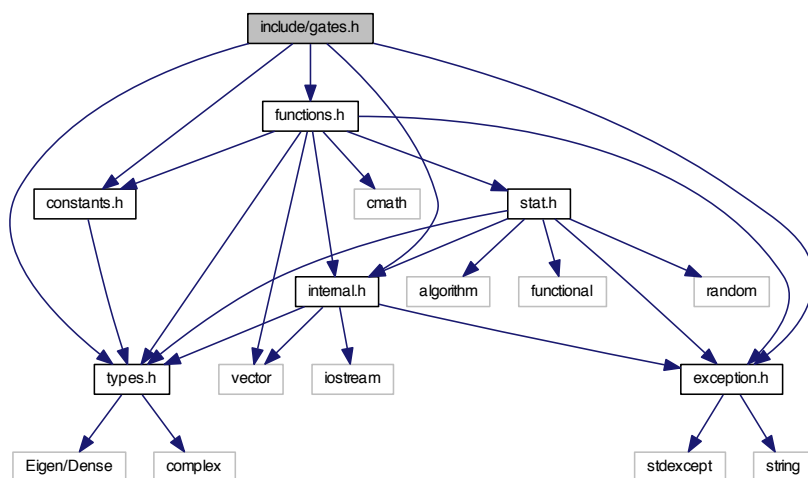 include/gates.h
functions.h
constants.h
cmath
stat.h
internal.h
algorithm
functional
random
types.h
vector
iostream
exception.h
Eigen/Dense
complex
stdexcept
string